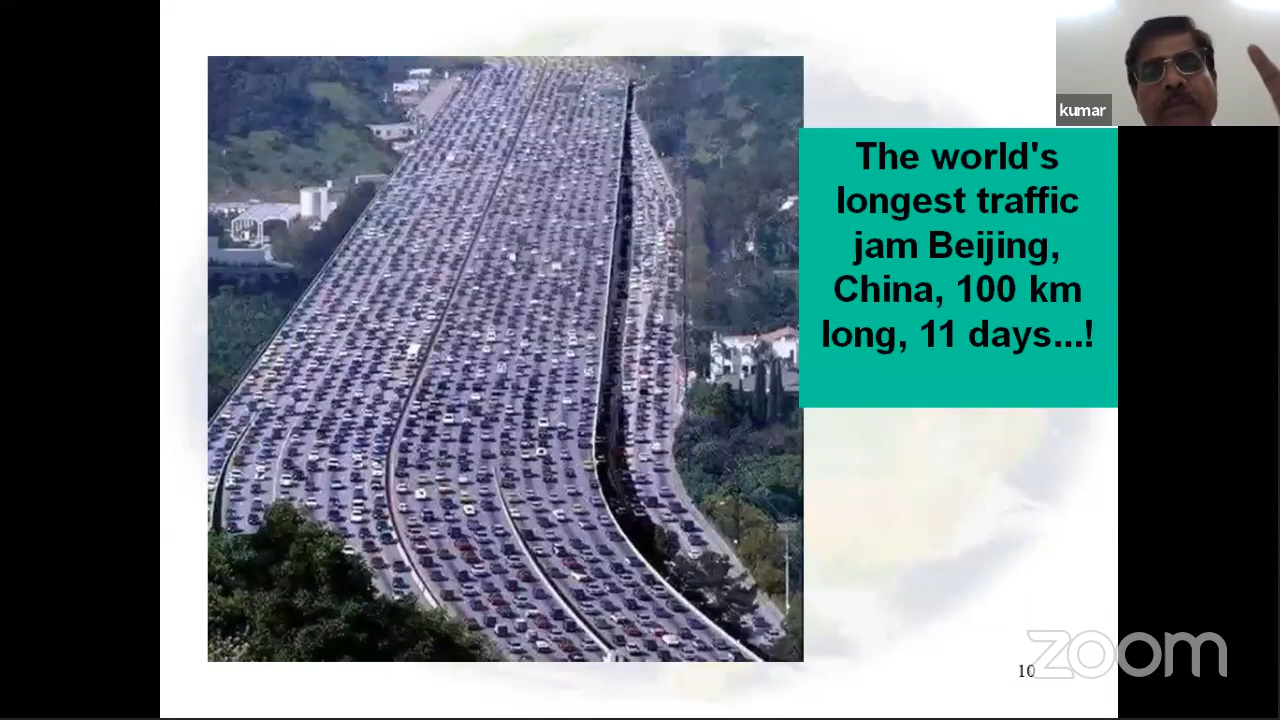 kumar
The world's
longest traffic
jam Beijing,
China, 100 km
long, 11 days...!
10
zoom